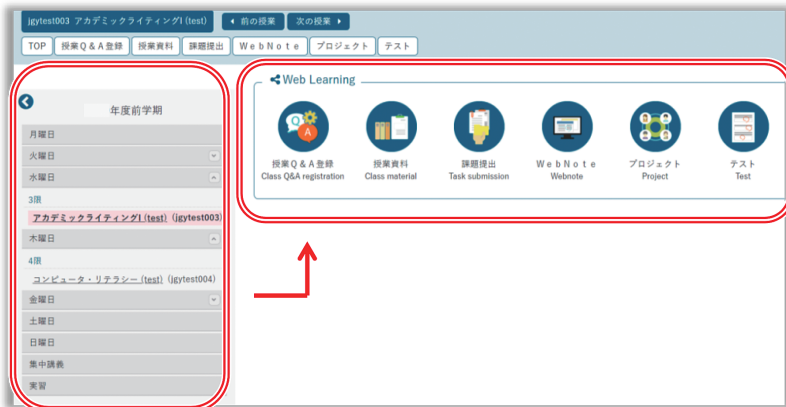 jgytest003 アカデミックライティングI (test)
前の授業
次の授業
TOP
授業Q&A登録
授業資料
課題提出
WebNote
プロジェクト
テスト
年度前学期
月曜日
火曜日
水曜日
3限
アカデミックライティングI (test) (jgytest003)
木曜日
4限
コンピュータ・リテラシー (test) (jgytest004)
金曜日
土曜日
日曜日
集中講義
実習
Web Learning
授業Q&A登録
Class Q&A registration
授業資料
Class material
課題提出
Task submission
WebNote
Webnote
プロジェクト
Project
テスト
Test